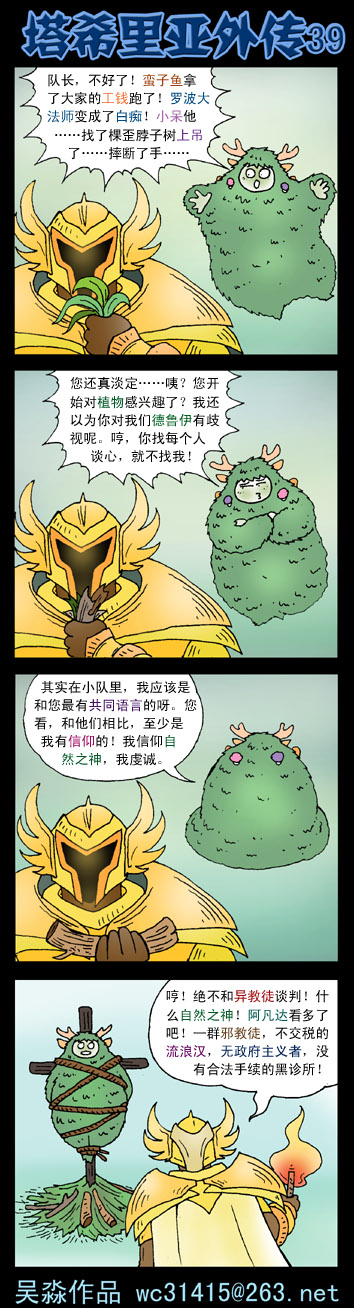 塔希里亚外传39
队长，不好了！蛮子鱼拿
了大家的工钱跑了！罗波大
法师变成了白痴！小呆他
……找了棵歪脖子树上吊
了……摔断了手……
您还真淡定……咦？您开
始对植物感兴趣了？我还
以为你对我们德鲁伊有歧
视呢。哼，你找每个人
谈心，就不找我！
其实在小队里，我应该是
和您最有共同语言的呀。您
看，和他们相比，至少是
我有信仰的！我信仰自
然之神，我虔诚。
哼！绝不和异教徒谈判！什
么自然之神！阿凡达看多了
吧！一群邪教徒，不交税的
流浪汉，无政府主义者，没
有合法手续的黑诊所！
吴淼作品 wc31415@263.net